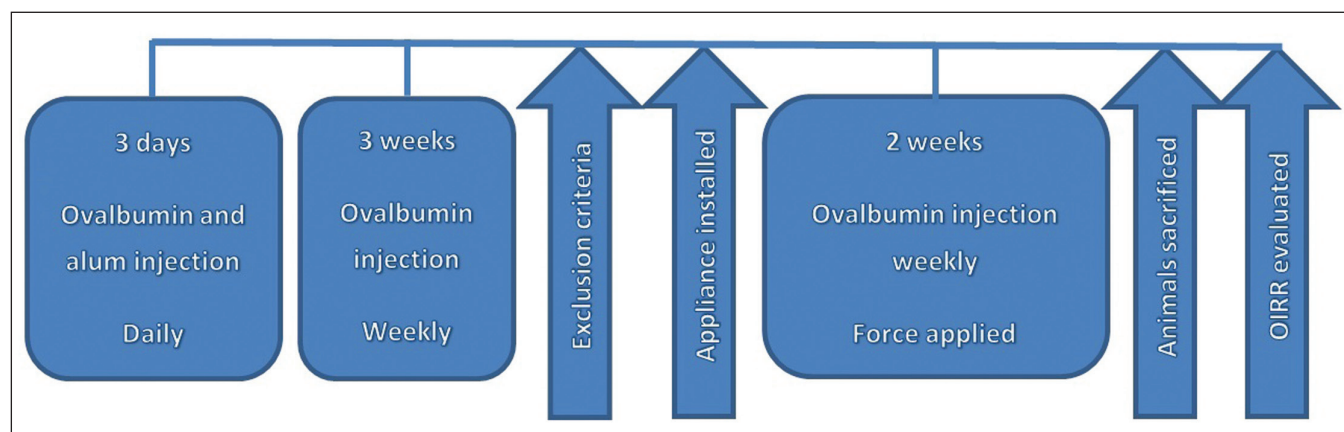 3 days
Ovalbumin and
alum injection
Daily
3 weeks
Ovalbumin
injection
Weekly
Exclusion criteria
Appliance installed
2 weeks
Ovalbumin injection
weekly
Force applied
Animals sacrificed
OIRR evaluated